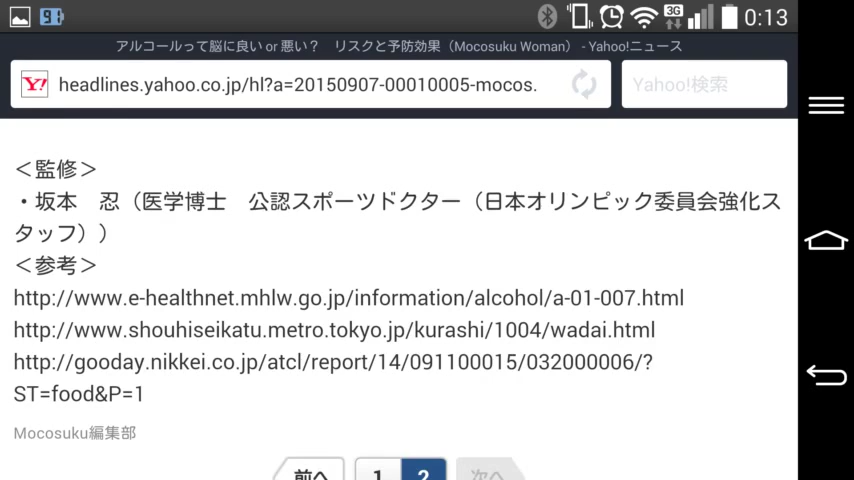 91
3G
0:13
アルコールって脳に良い or 悪い？　リスクと予防効果（Mocosuku Woman） - Yahoo!ニュース
Y! headlines.yahoo.co.jp/hl?a=20150907-00010005-mocos. Yahoo!検索
＜監修＞
・坂本　忍（医学博士　公認スポーツドクター（日本オリンピック委員会強化ス
タッフ））
＜参考＞
http://www.e-healthnet.mhlw.go.jp/information/alcohol/a-01-007.html
http://www.shouhiseikatu.metro.tokyo.jp/kurashi/1004/wadai.html
http://gooday.nikkei.co.jp/atcl/report/14/091100015/032000006/?
ST=food&P=1
Mocosuku編集部
前へ 1 2 次へ